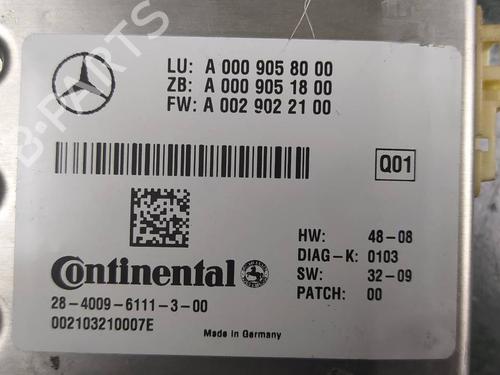 LU: A 000 905 80 00
ZB: A 000 905 18 00
FW: A 002 902 21 00
Q01
HW: 48-08
DIAG-K: 0103
SW: 32-09
PATCH: 00
Continental
28-4009-6111-3-00
002103210007E
Made in Germany
B-PARTS